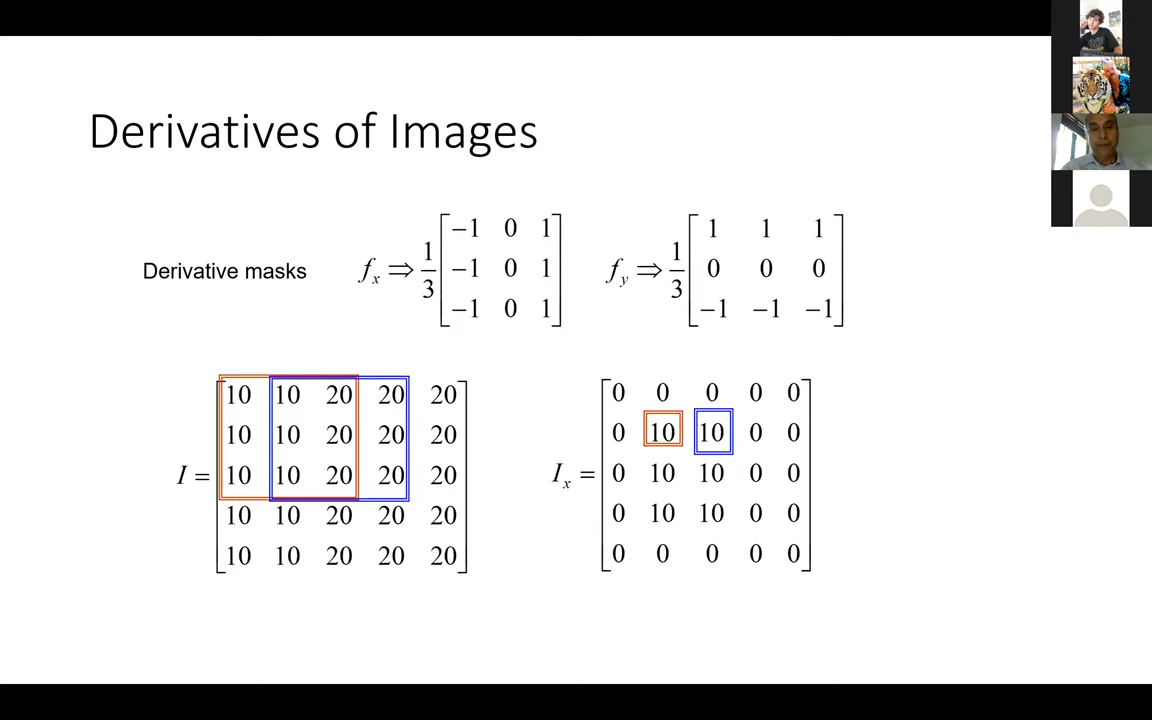 Derivatives of Images
Derivative masks
f_x ⇒ 1/3 [−1 0 1
−1 0 1
−1 0 1]
f_y ⇒ 1/3 [1 1 1
0 0 0
−1 −1 −1]
I = [10 10 20 20 20
10 10 20 20 20
10 10 20 20 20
10 10 20 20 20
10 10 20 20 20]
I_x = [0 0 0 0 0
0 10 10 0 0
0 10 10 0 0
0 10 10 0 0
0 0 0 0 0]